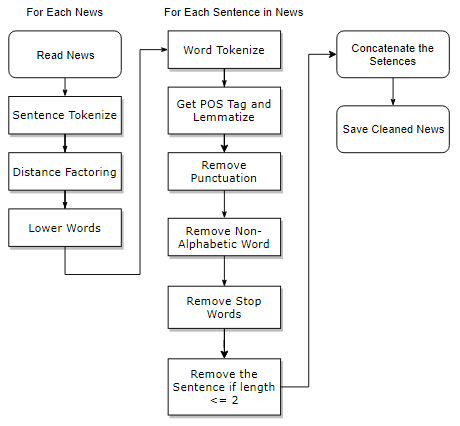 For Each News
Read News
Sentence Tokenize
Distance Factoring
Lower Words
For Each Sentence in News
Word Tokenize
Get POS Tag and
Lemmatize
Remove
Punctuation
Remove Non-
Alphabetic Word
Remove Stop
Words
Remove the
Sentence if length
<= 2
Concatenate the
Setences
Save Cleaned News